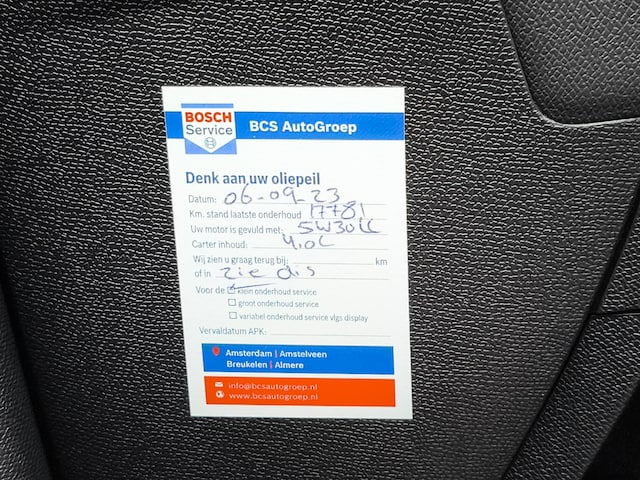 BOSCH
Service
BCS AutoGroep
Denk aan uw oliepeil
Datum: 06-09-23
Km. stand laatste onderhoud 17781
Uw motor is gevuld met: 5W30LL
Carter inhoud: 4.0L
Wij zien u graag terug bij: km
of in zie dis
Voor de klein onderhoud service
groot onderhoud service
variabel onderhoud service vlgs display
Vervaldatum APK:
Amsterdam | Amstelveen
Breukelen | Almere
info@bcsautogroep.nl
www.bcsautogroep.nl